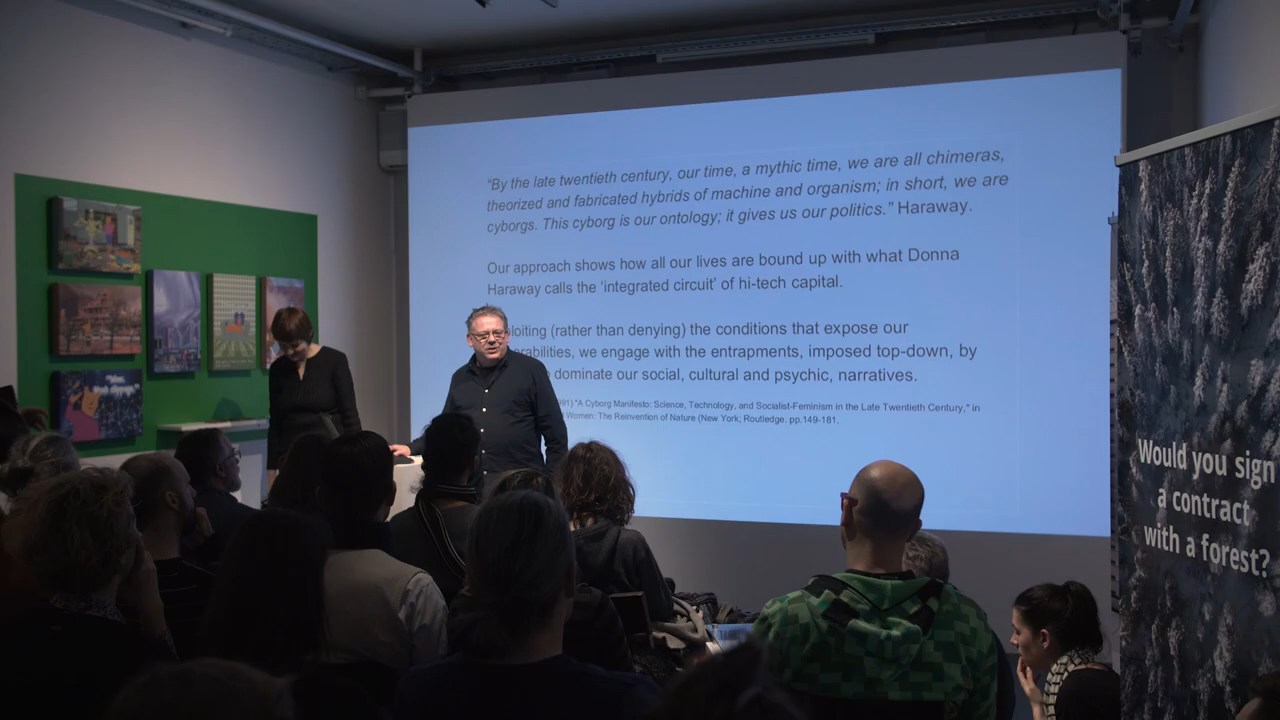 “By the late twentieth century, our time, a mythic time, we are all chimeras,
theorized and fabricated hybrids of machine and organism; in short, we are
cyborgs. This cyborg is our ontology; it gives us our politics.” Haraway.
Our approach shows how all our lives are bound up with what Donna
Haraway calls the ‘integrated circuit’ of hi-tech capital.
(rather than denying) the conditions that expose our
we engage with the entrapments, imposed top-down, by
dominate our social, cultural and psychic, narratives.
"A Cyborg Manifesto: Science, Technology, and Socialist-Feminism in the Late Twentieth Century," in
Women: The Reinvention of Nature (New York; Routledge. pp.149-181.
Would you sign
a contract
with a forest?